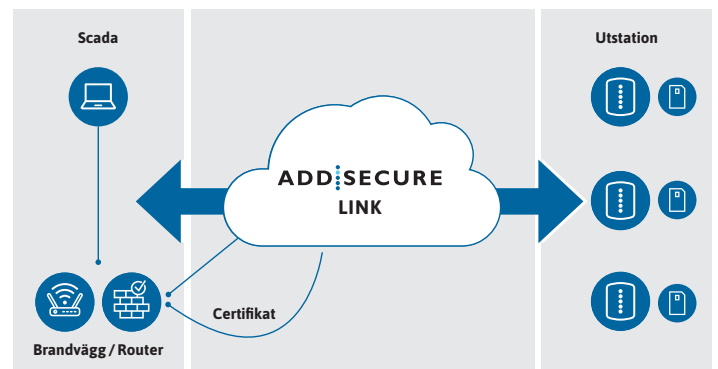 Scada
Utstation
ADD SECURE
LINK
Certifikat
Brandvägg / Router